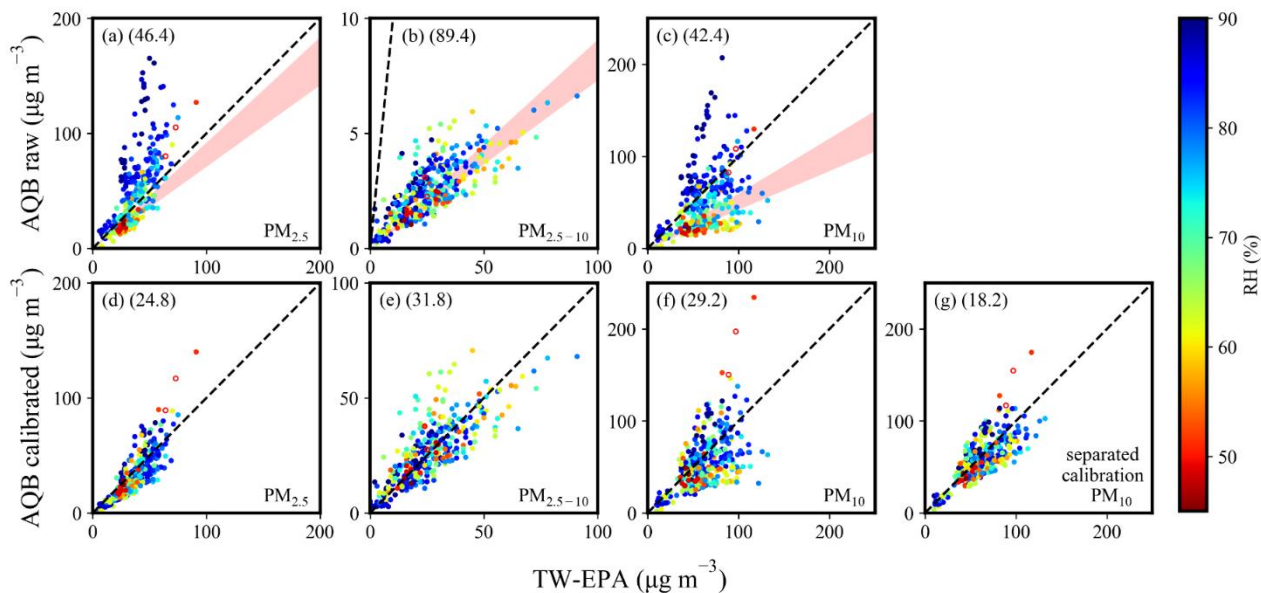 AQB raw (μg m⁻³)
200
100
0
(a) (46.4)
PM₂.₅
0
100
200
10
5
0
(b) (89.4)
PM₂.₅₋₁₀
0
50
100
200
100
0
(c) (42.4)
PM₁₀
0
100
200
AQB calibrated (μg m⁻³)
200
100
0
(d) (24.8)
PM₂.₅
0
100
200
100
50
0
(e) (31.8)
PM₂.₅₋₁₀
0
50
100
200
100
0
(f) (29.2)
PM₁₀
0
100
200
200
100
0
(g) (18.2)
separated
calibration
PM₁₀
0
100
200
TW-EPA (μg m⁻³)
90
80
70
60
50
RH (%)